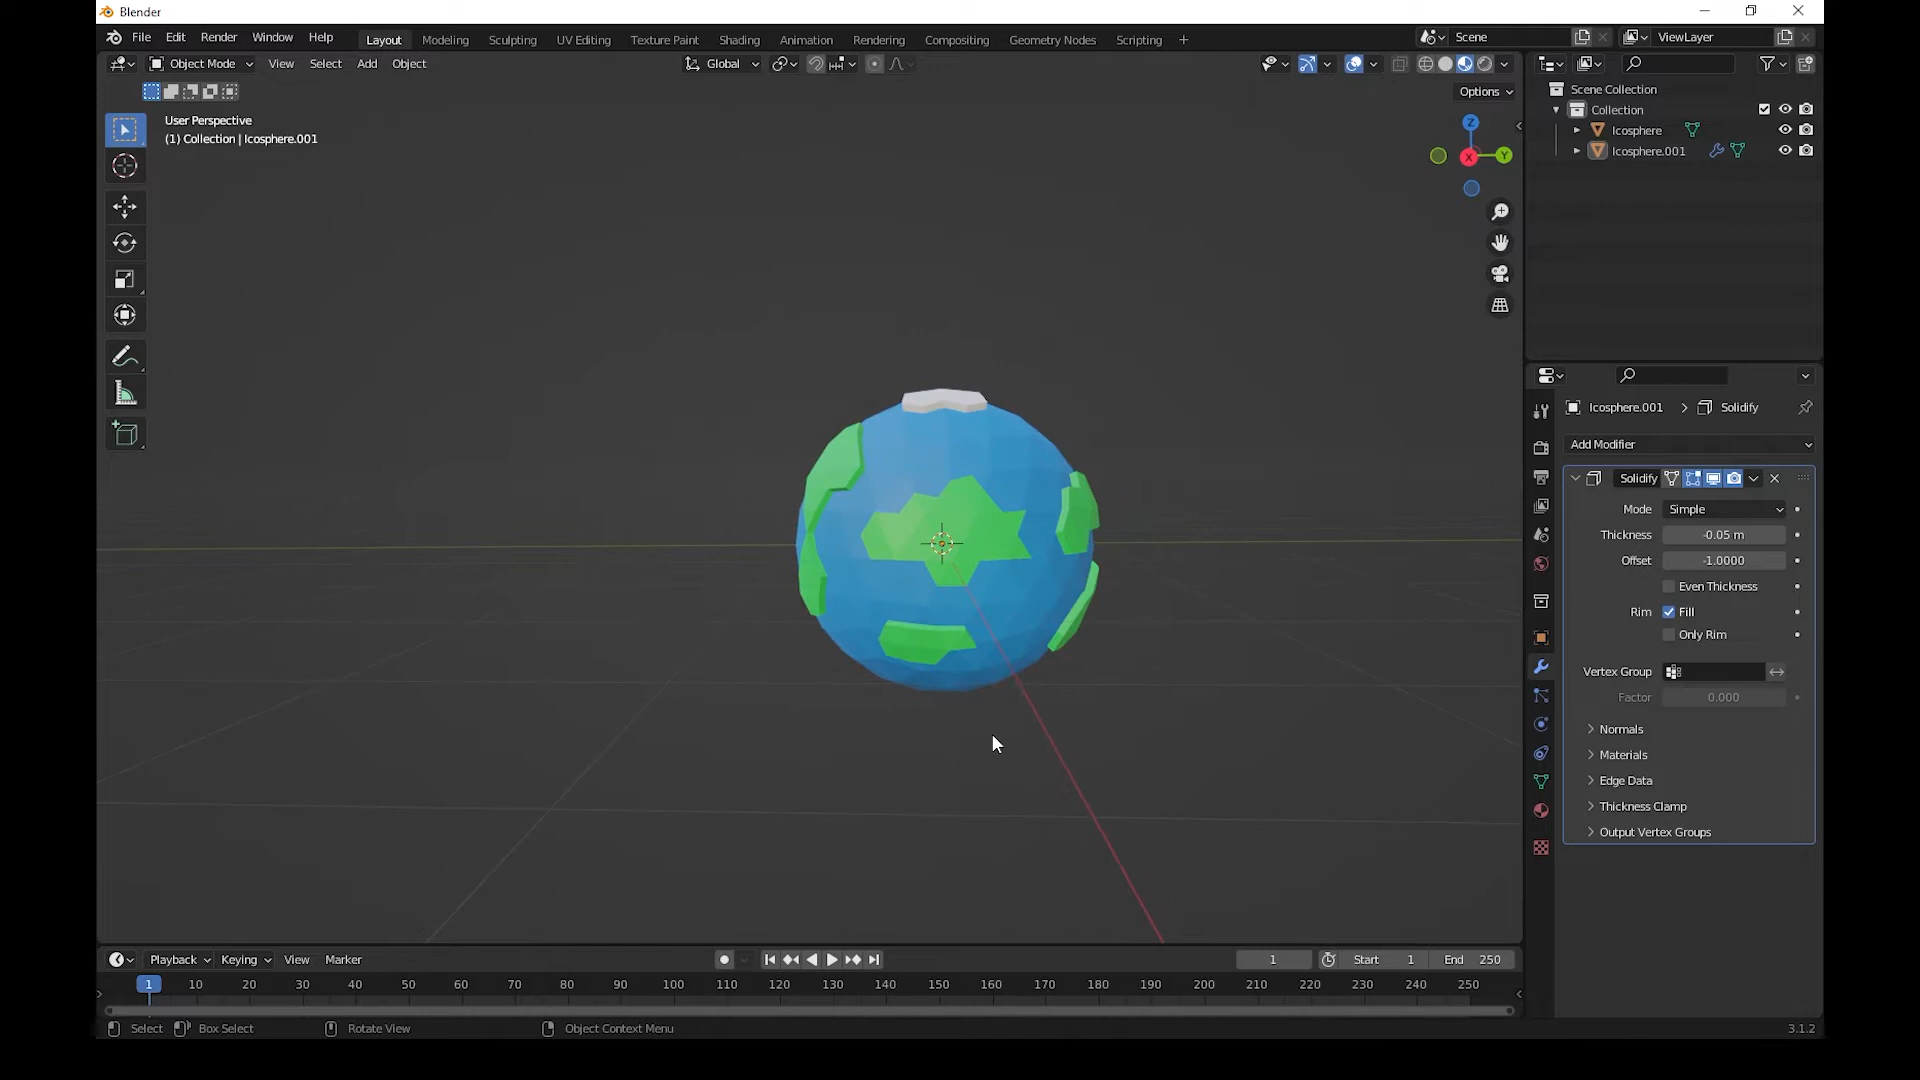 Blender
File Edit Render Window Help Layout Modeling Sculpting UV Editing Texture Paint Shading Animation Rendering Compositing Geometry Nodes Scripting + Scene ViewLayer
Object Mode View Select Add Object Global
Options
User Perspective
(1) Collection | Icosphere.001
Z
X
Y
Scene Collection
Collection
Icosphere
Icosphere.001
Icosphere.001 > Solidify
Add Modifier
Solidify
Mode Simple
Thickness -0.05 m
Offset -1.0000
Even Thickness
Rim Fill
Only Rim
Vertex Group
Factor 0.000
Normals
Materials
Edge Data
Thickness Clamp
Output Vertex Groups
Playback Keying View Marker 1 Start 1 End 250
1 10 20 30 40 50 60 70 80 90 100 110 120 130 140 150 160 170 180 190 200 210 220 230 240 250
Select Box Select Rotate View Object Context Menu 3.1.2